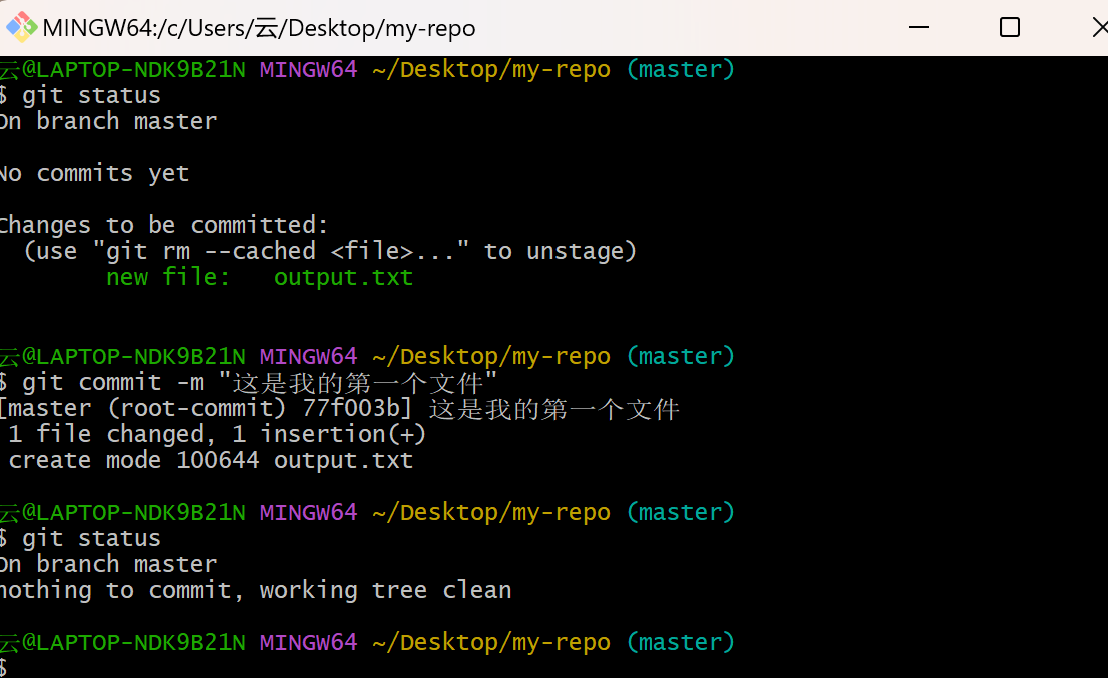 MINGW64:/c/Users/云/Desktop/my-repo
云@LAPTOP-NDK9B21N MINGW64 ~/Desktop/my-repo (master)
$ git status
On branch master
No commits yet
Changes to be committed:
  (use "git rm --cached <file>..." to unstage)
        new file:   output.txt
云@LAPTOP-NDK9B21N MINGW64 ~/Desktop/my-repo (master)
$ git commit -m "这是我的第一个文件"
[master (root-commit) 77f003b] 这是我的第一个文件
 1 file changed, 1 insertion(+)
 create mode 100644 output.txt
云@LAPTOP-NDK9B21N MINGW64 ~/Desktop/my-repo (master)
$ git status
On branch master
nothing to commit, working tree clean
云@LAPTOP-NDK9B21N MINGW64 ~/Desktop/my-repo (master)
$